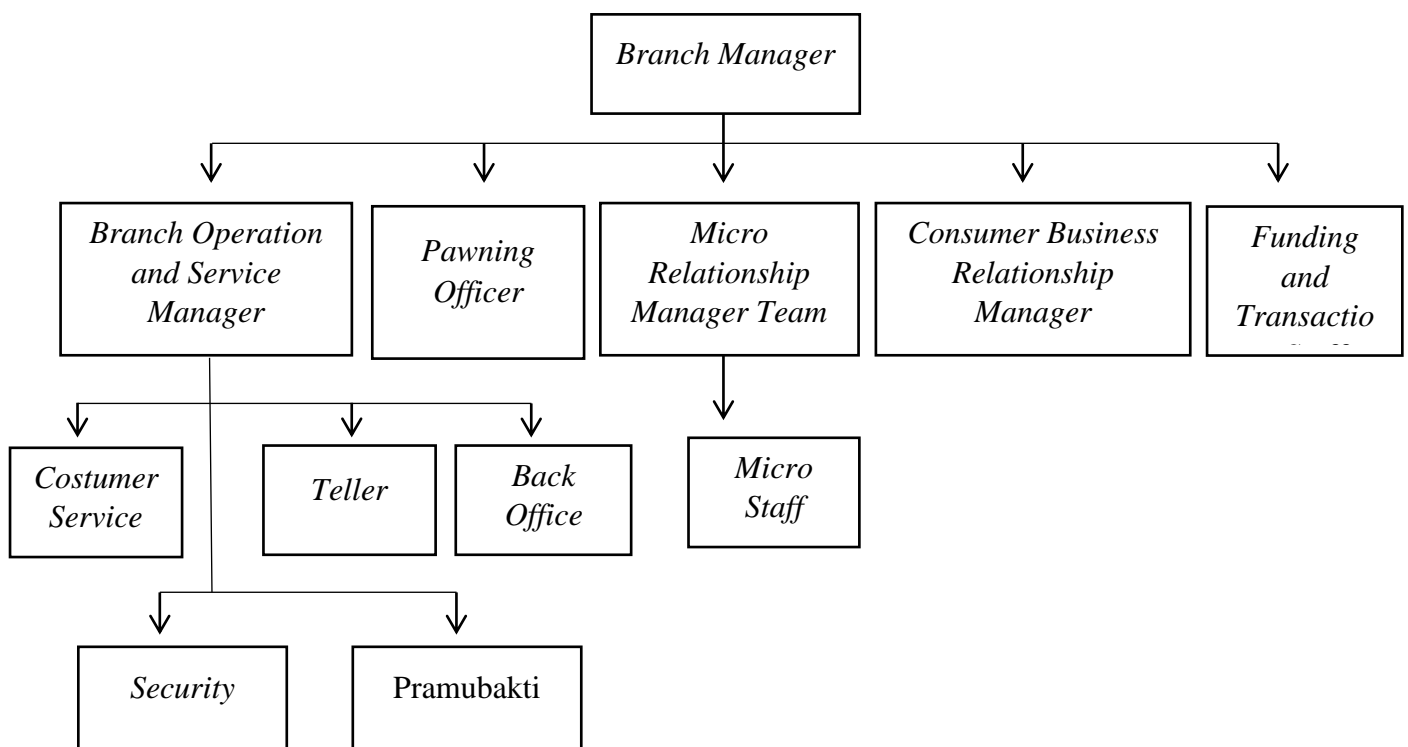 Branch Manager
Branch Operation
and Service
Manager
Pawning
Officer
Micro
Relationship
Manager Team
Consumer Business
Relationship
Manager
Funding
and
Transactio
Costumer
Service
Teller
Back
Office
Micro
Staff
Security
Pramubakti